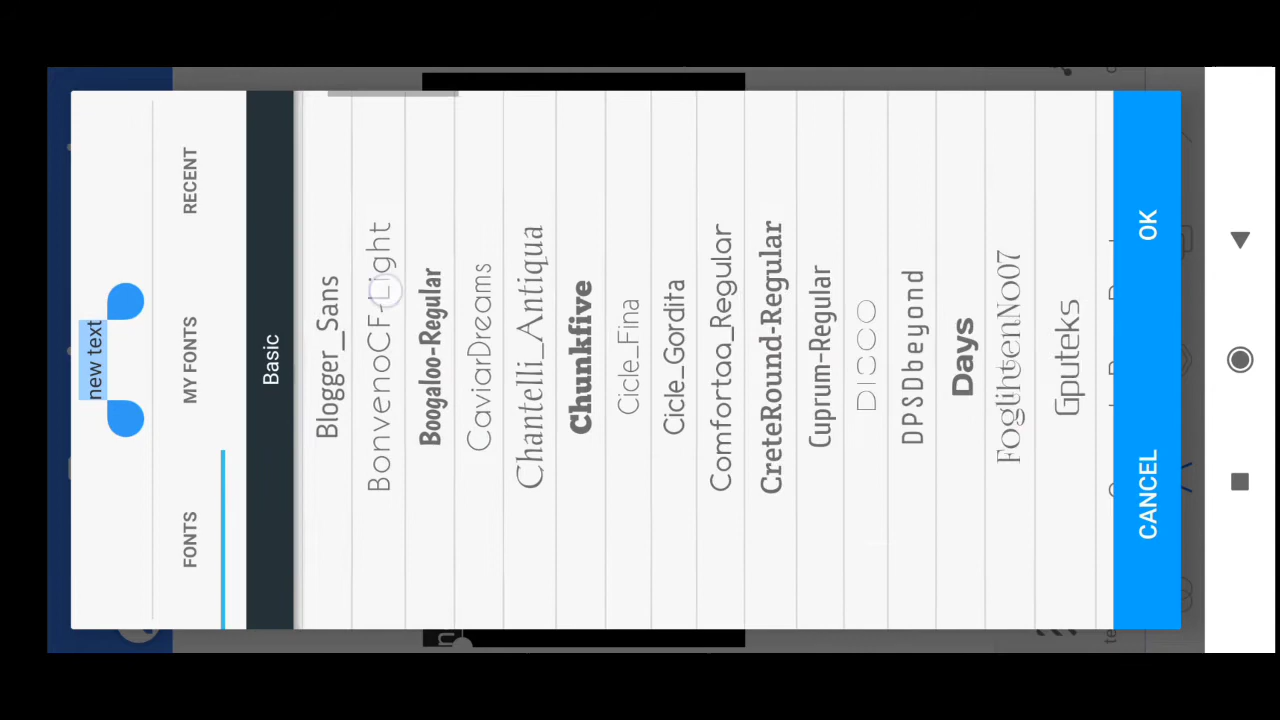 new text
FONTS
MY FONTS
RECENT
Basic
Blogger_Sans
BonvenoCF-Light
Boogaloo-Regular
CaviarDreams
Chantelli_Antiqua
Chunkfive
Cicle_Fina
Cicle_Gordita
Comfortaa_Regular
CreteRound-Regular
Cuprum-Regular
DICCO
DPSDbeyond
Days
FoglihtenNo07
Gputeks
CANCEL
OK